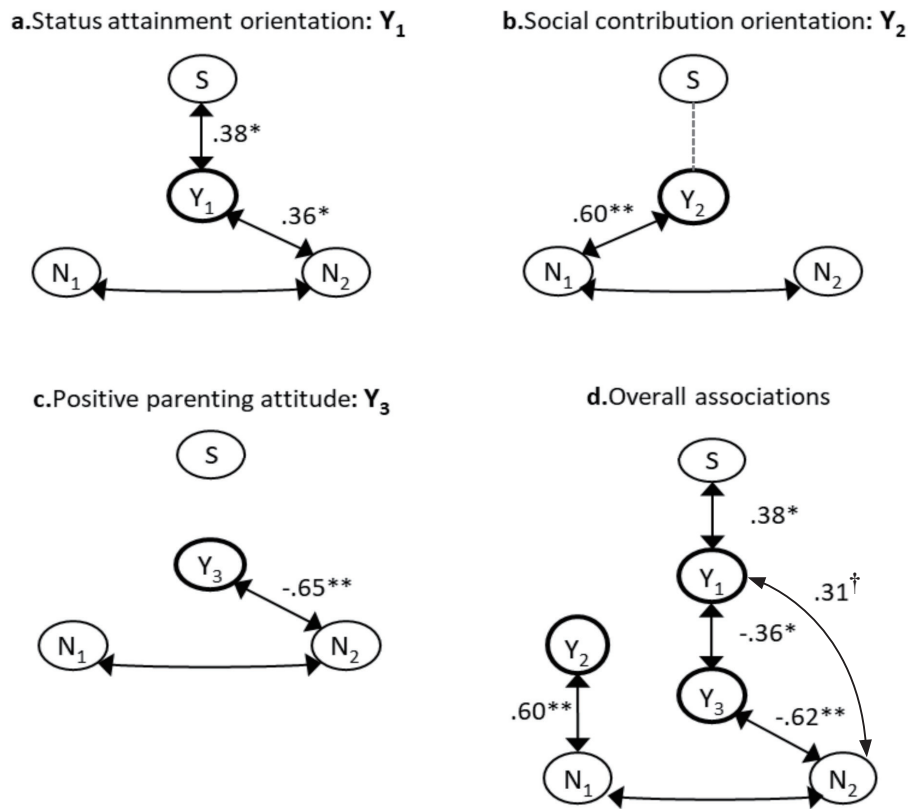 a.Status attainment orientation: Y₁
S
.38*
Y₁
.36*
N₁
N₂
b.Social contribution orientation: Y₂
S
Y₂
.60**
N₁
N₂
c.Positive parenting attitude: Y₃
S
Y₃
-.65**
N₁
N₂
d.Overall associations
S
.38*
Y₁
.31†
-.36*
Y₂
Y₃
.60**
-.62**
N₁
N₂